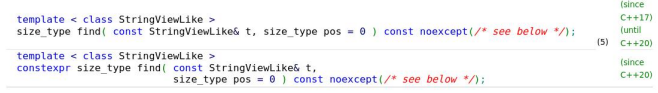 (since
C++17)
(until
C++20)
template < class StringViewLike >
size_type find( const StringViewLike& t, size_type pos = 0 ) const noexcept(/* see below */);
(5)
template < class StringViewLike >
constexpr size_type find( const StringViewLike& t,
size_type pos = 0 ) const noexcept(/* see below */);
(since
C++20)